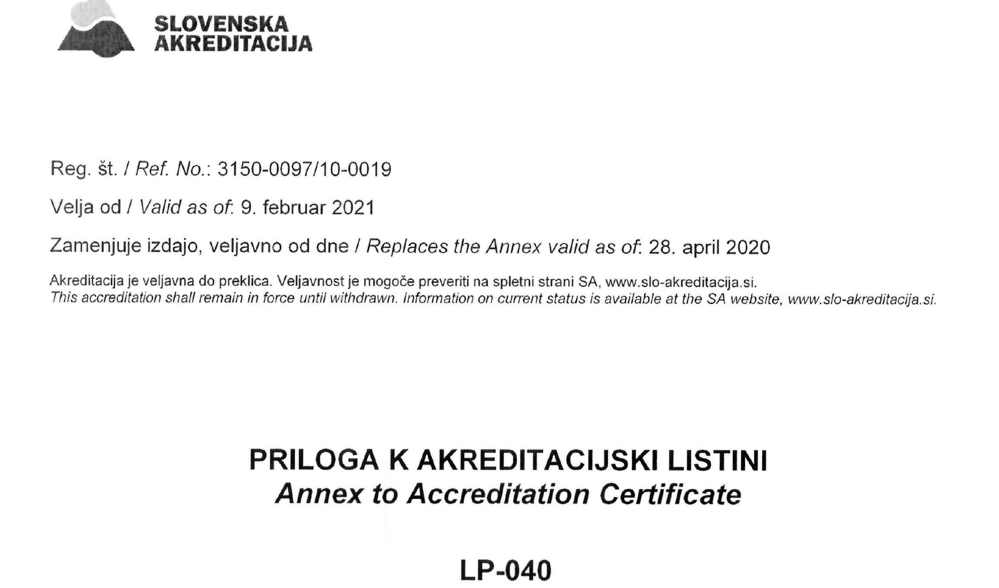 SLOVENSKA
AKREDITACIJA
Reg. št. / Ref. No.: 3150-0097/10-0019
Velja od / Valid as of: 9. februar 2021
Zamenjuje izdajo, veljavno od dne / Replaces the Annex valid as of: 28. april 2020
Akreditacija je veljavna do preklica. Veljavnost je mogoče preveriti na spletni strani SA, www.slo-akreditacija.si.
This accreditation shall remain in force until withdrawn. Information on current status is available at the SA website, www.slo-akreditacija.si.
PRILOGA K AKREDITACIJSKI LISTINI
Annex to Accreditation Certificate
LP-040